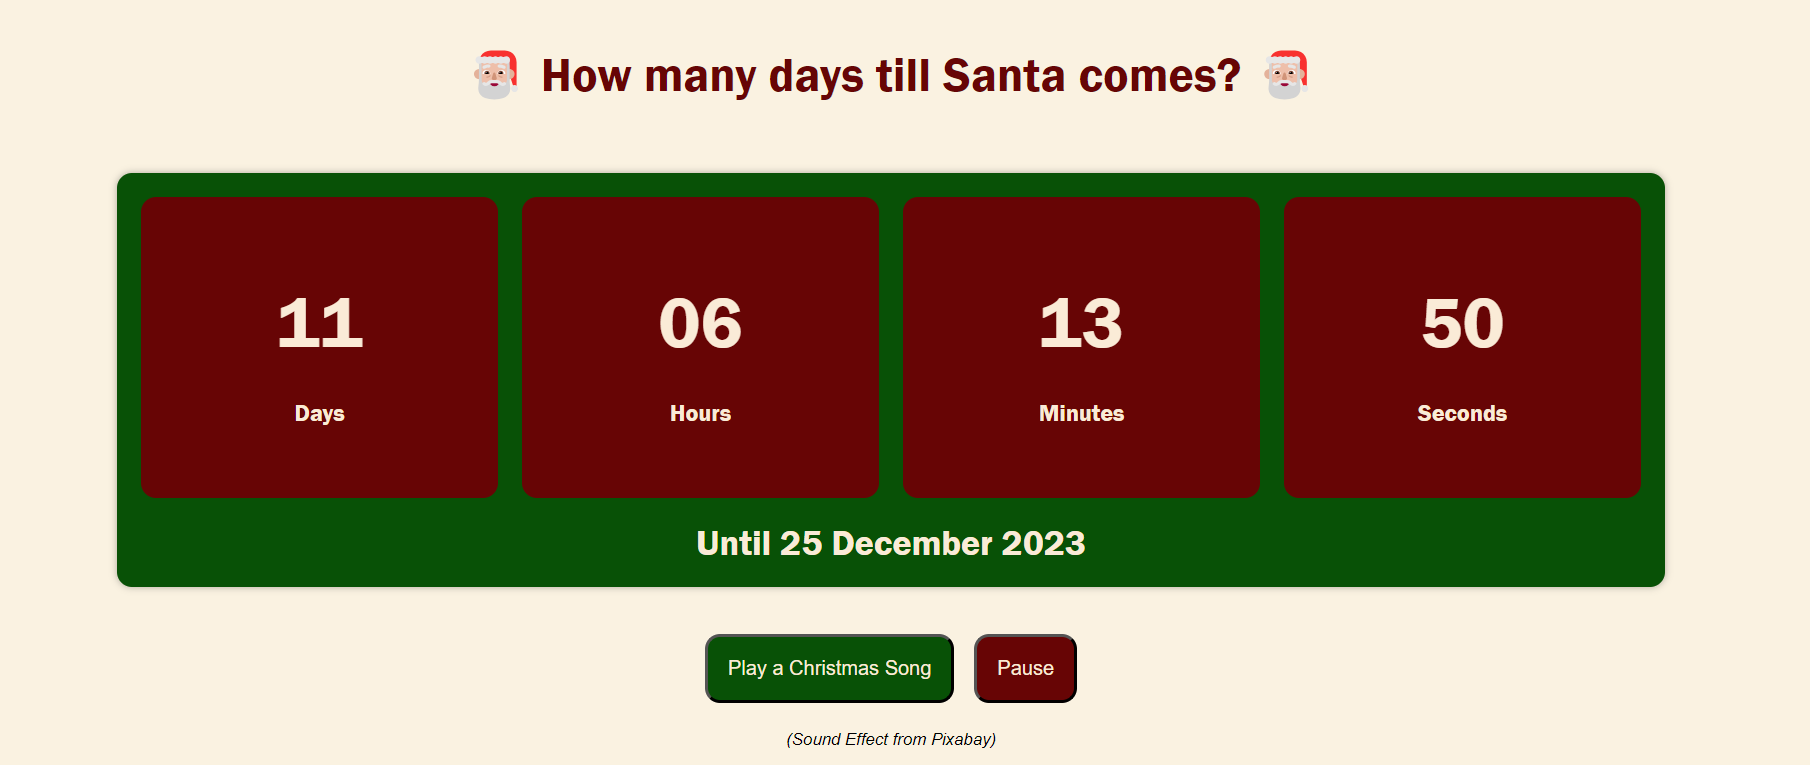 How many days till Santa comes?
11 06 13 50
Days Hours Minutes Seconds
Until 25 December 2023
Play a Christmas Song Pause
(Sound Effect from Pixabay)